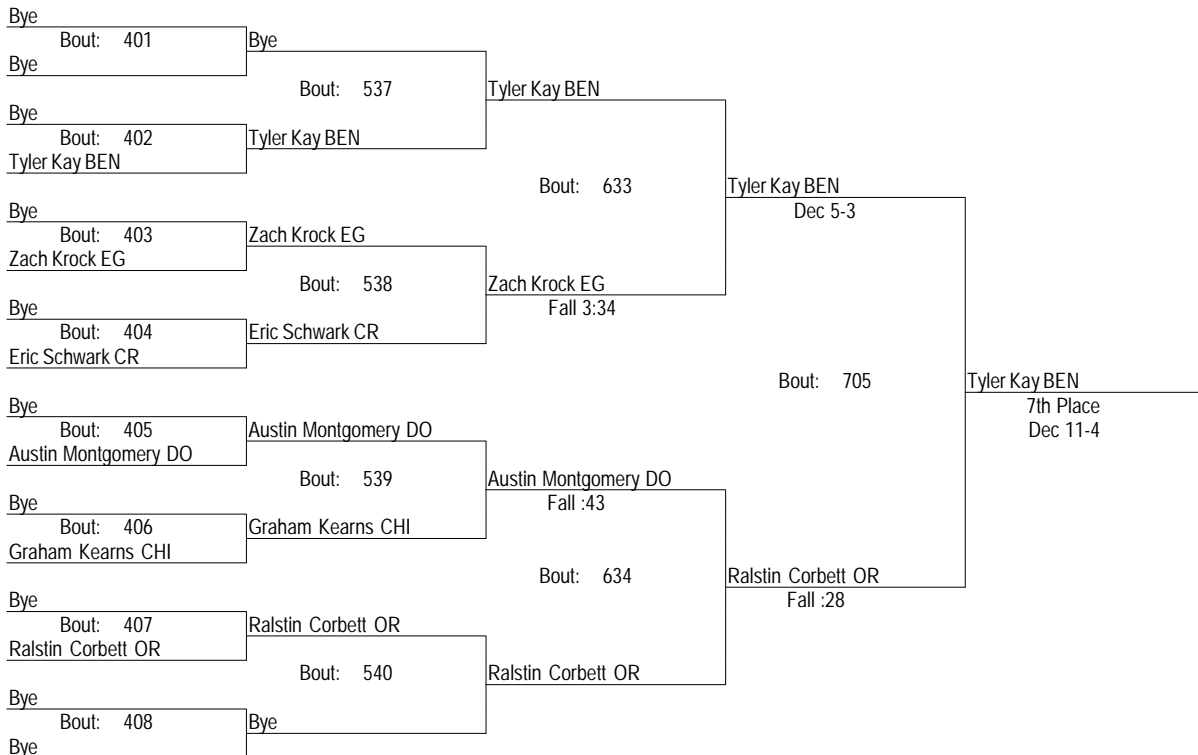 Bye
Bout: 401
Bye
Bye
Bout: 537
Tyler Kay BEN
Bye
Bout: 402
Tyler Kay BEN
Tyler Kay BEN
Bout: 633
Tyler Kay BEN
Dec 5-3
Bye
Bout: 403
Zach Krock EG
Zach Krock EG
Bout: 538
Zach Krock EG
Fall 3:34
Bye
Bout: 404
Eric Schwark CR
Eric Schwark CR
Bout: 705
Tyler Kay BEN
7th Place
Dec 11-4
Bye
Bout: 405
Austin Montgomery DO
Austin Montgomery DO
Bout: 539
Austin Montgomery DO
Fall :43
Bye
Bout: 406
Graham Kearns CHI
Graham Kearns CHI
Bout: 634
Ralstin Corbett OR
Fall :28
Bye
Bout: 407
Ralstin Corbett OR
Ralstin Corbett OR
Bout: 540
Ralstin Corbett OR
Bye
Bout: 408
Bye
Bye